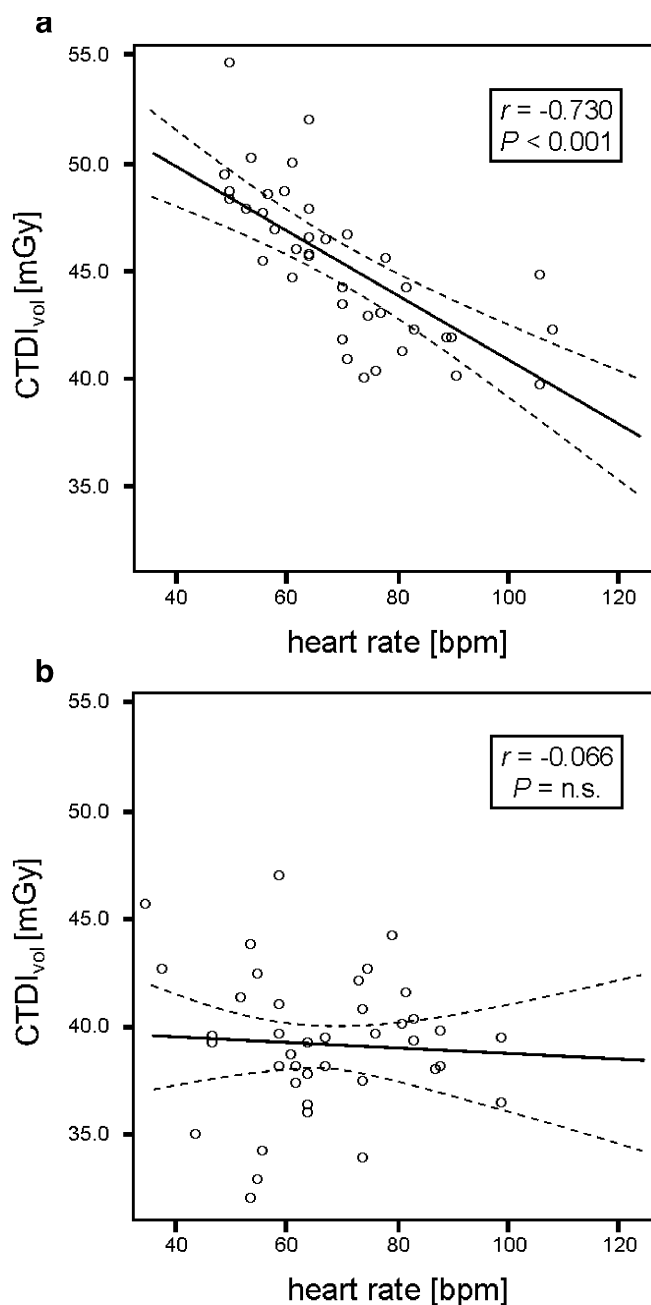 a
55.0
50.0
45.0
40.0
35.0
CTDIvol [mGy]
r = -0.730
P < 0.001
40 60 80 100 120
heart rate [bpm]
b
55.0
50.0
45.0
40.0
35.0
CTDIvol [mGy]
r = -0.066
P = n.s.
40 60 80 100 120
heart rate [bpm]